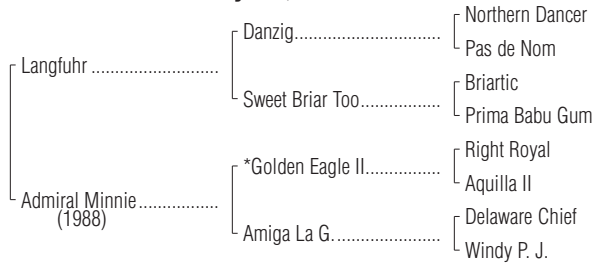 Northern Dancer
Danzig..................................
Pas de Nom
Langfuhr .............................
Briartic
Sweet Briar Too...................
Prima Babu Gum
Right Royal
*Golden Eagle II..................
Aquilla II
Admiral Minnie..................
(1988)
Delaware Chief
Amiga La G.........................
Windy P. J.